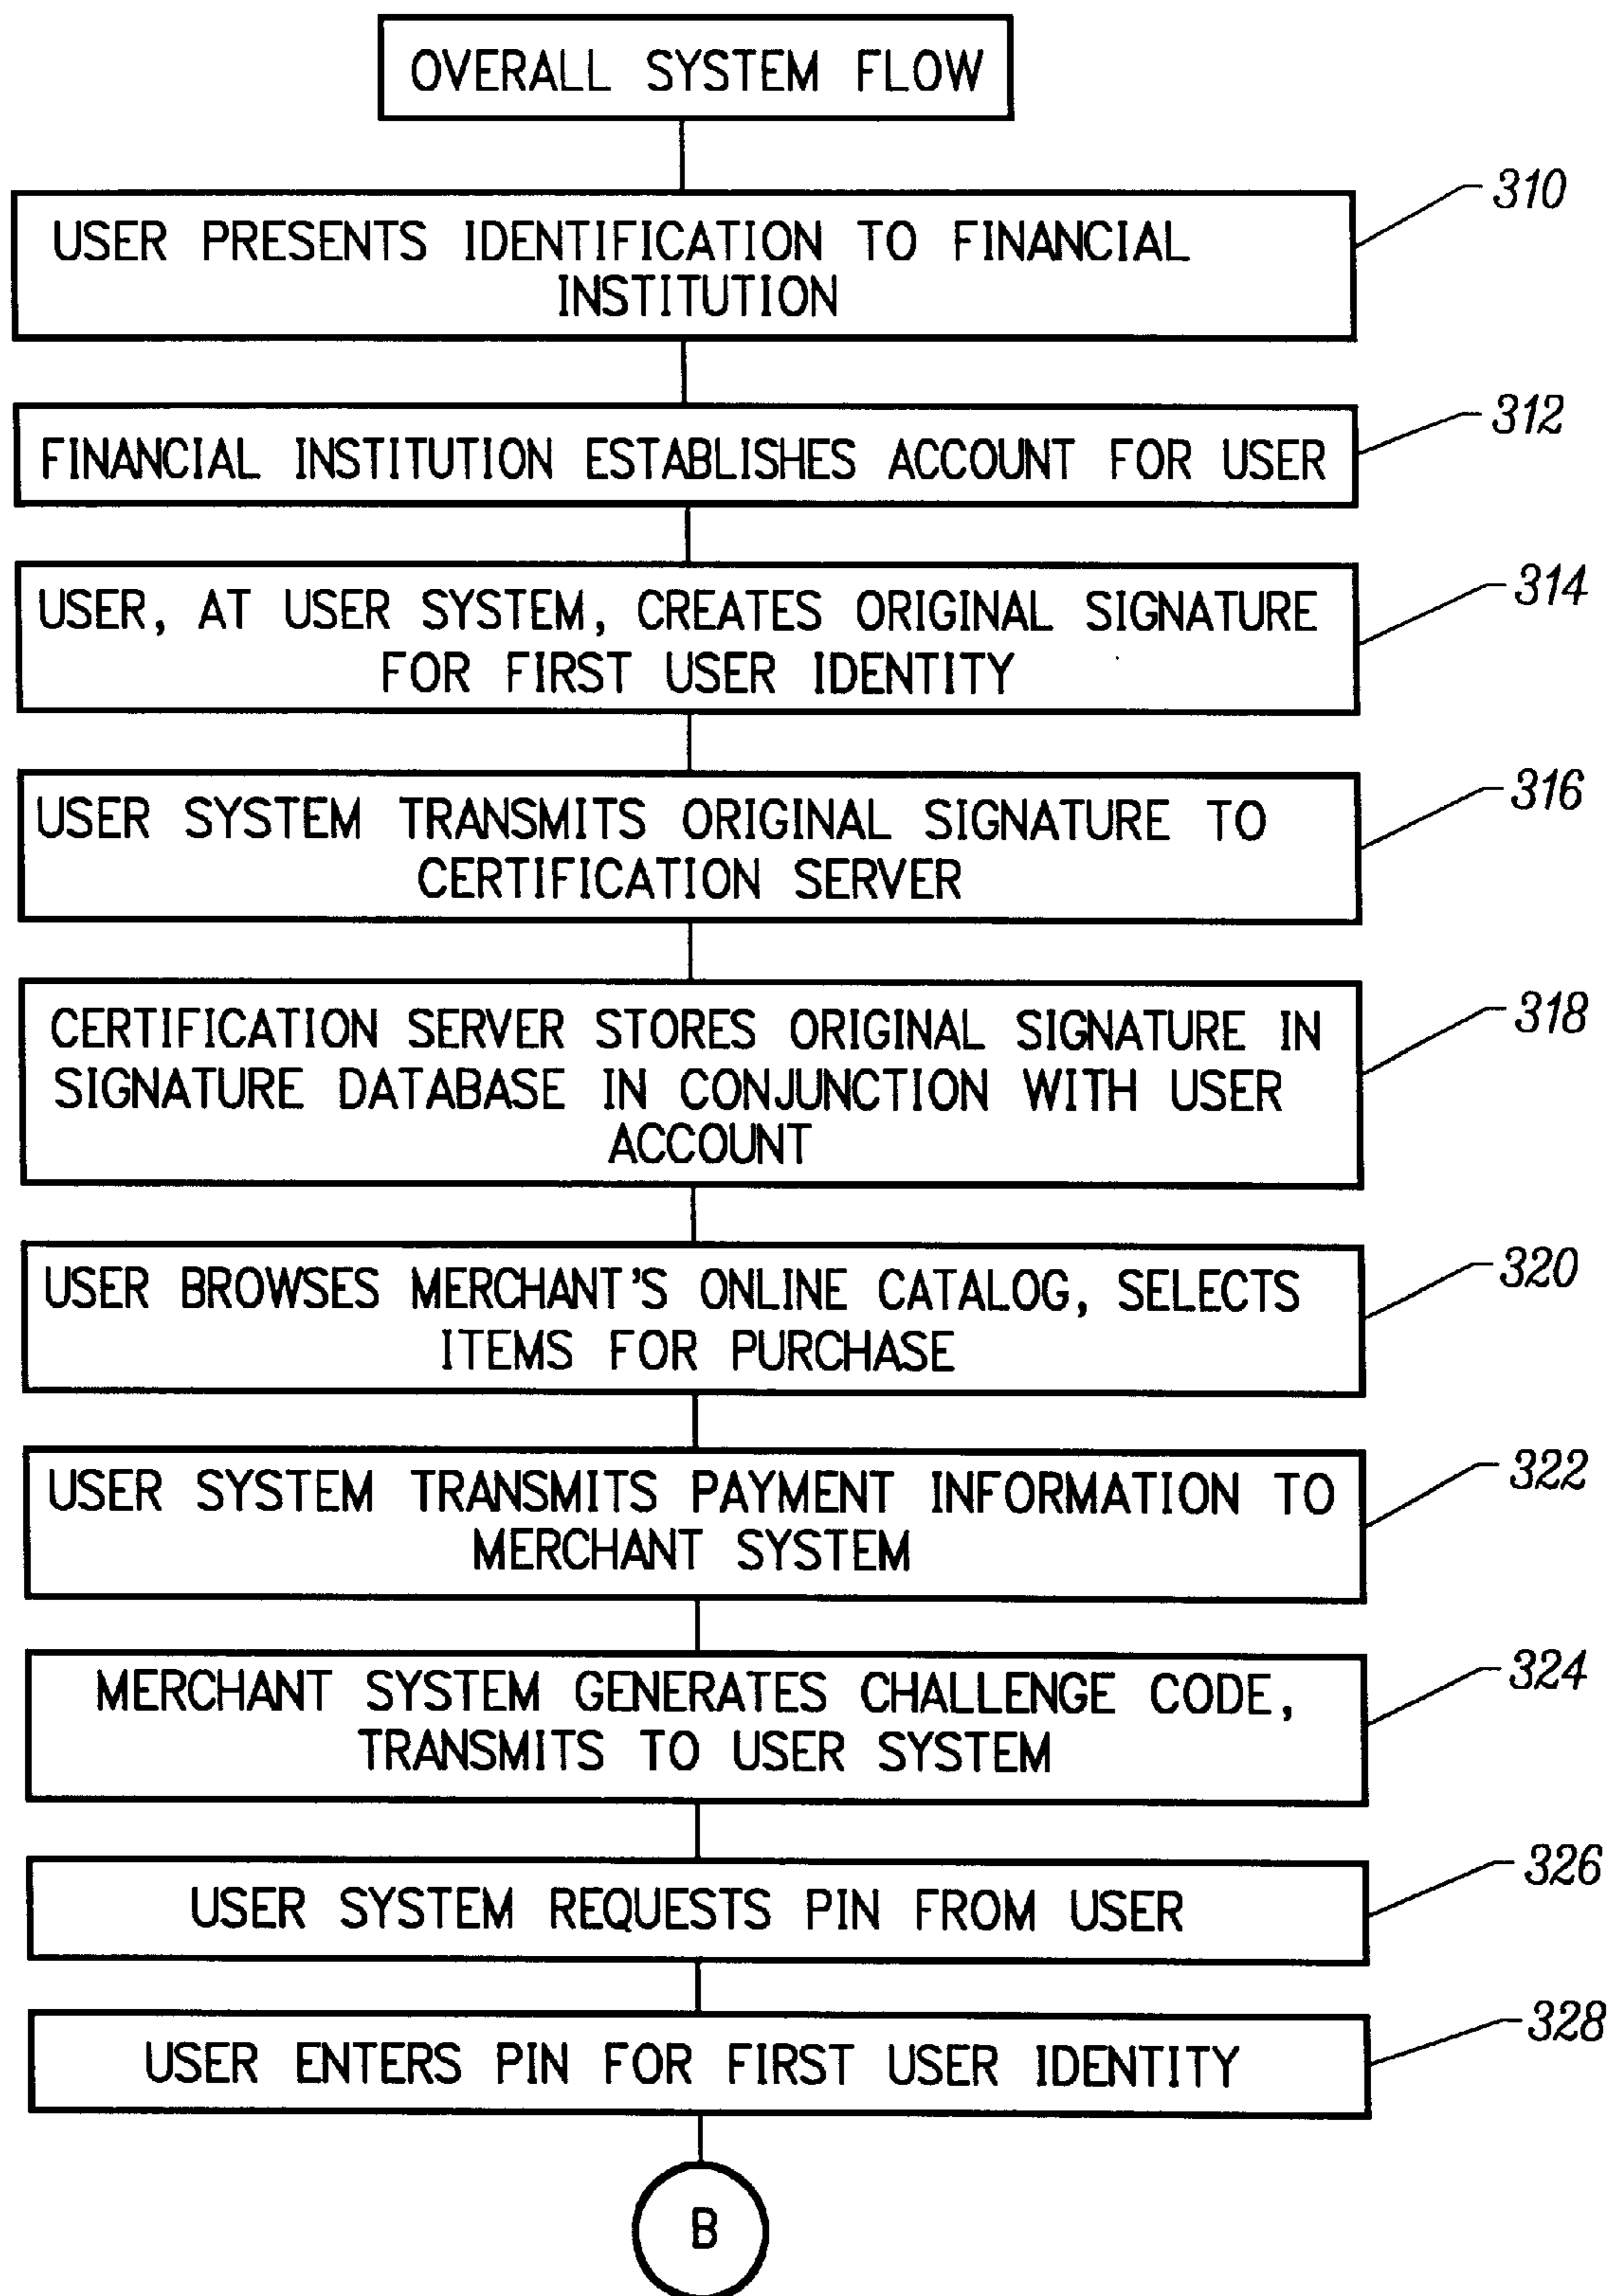 OVERALL SYSTEM FLOW
310
USER PRESENTS IDENTIFICATION TO FINANCIAL
INSTITUTION
312
FINANCIAL INSTITUTION ESTABLISHES ACCOUNT FOR USER
314
USER, AT USER SYSTEM, CREATES ORIGINAL SIGNATURE
FOR FIRST USER IDENTITY
316
USER SYSTEM TRANSMITS ORIGINAL SIGNATURE TO
CERTIFICATION SERVER
318
CERTIFICATION SERVER STORES ORIGINAL SIGNATURE IN
SIGNATURE DATABASE IN CONJUNCTION WITH USER
ACCOUNT
320
USER BROWSES MERCHANT'S ONLINE CATALOG, SELECTS
ITEMS FOR PURCHASE
322
USER SYSTEM TRANSMITS PAYMENT INFORMATION TO
MERCHANT SYSTEM
324
MERCHANT SYSTEM GENERATES CHALLENGE CODE,
TRANSMITS TO USER SYSTEM
326
USER SYSTEM REQUESTS PIN FROM USER
328
USER ENTERS PIN FOR FIRST USER IDENTITY
B